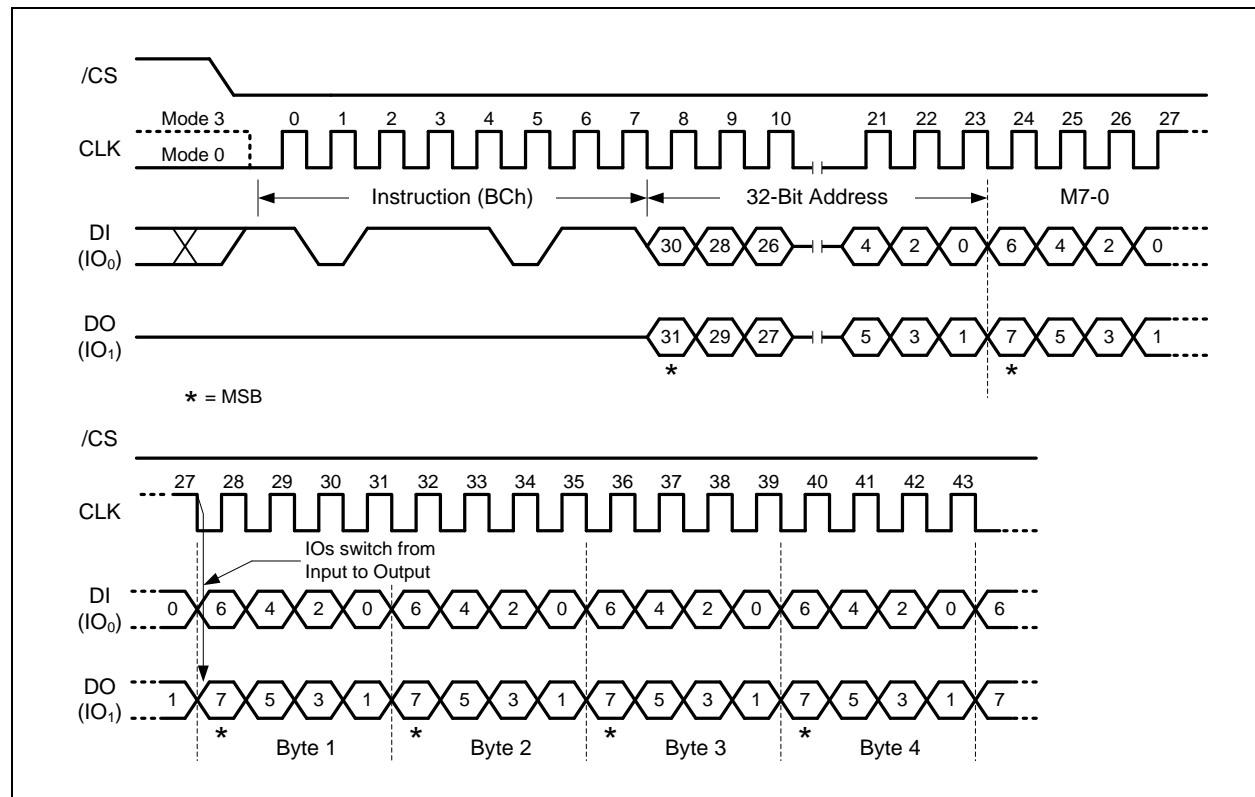 /CS
Mode 3 0 1 2 3 4 5 6 7 8 9 10 21 22 23 24 25 26 27
CLK
Mode 0
Instruction (BCh) 32-Bit Address M7-0
DI
(IO₀) 30 28 26 4 2 0 6 4 2 0
DO
(IO₁) 31 29 27 5 3 1 7 5 3 1
* *
* = MSB
/CS
27 28 29 30 31 32 33 34 35 36 37 38 39 40 41 42 43
CLK
IOs switch from
Input to Output
DI
(IO₀) 0 6 4 2 0 6 4 2 0 6 4 2 0 6 4 2 0 6
DO
(IO₁) 1 7 5 3 1 7 5 3 1 7 5 3 1 7 5 3 1 7
* * * *
Byte 1 Byte 2 Byte 3 Byte 4